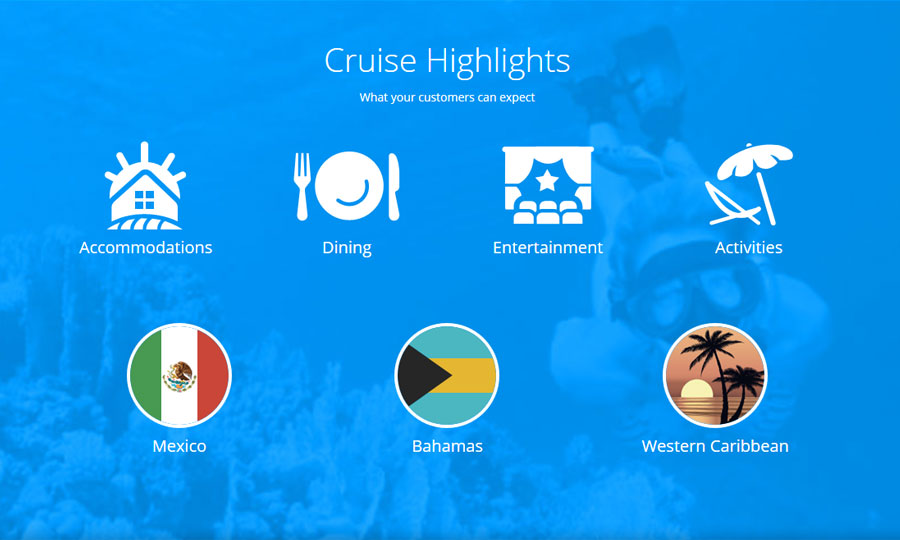 Cruise Highlights
What your customers can expect
Accommodations
Dining
Entertainment
Activities
Mexico
Bahamas
Western Caribbean